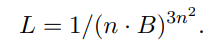 L = 1/(n · B)^{3n^2}.